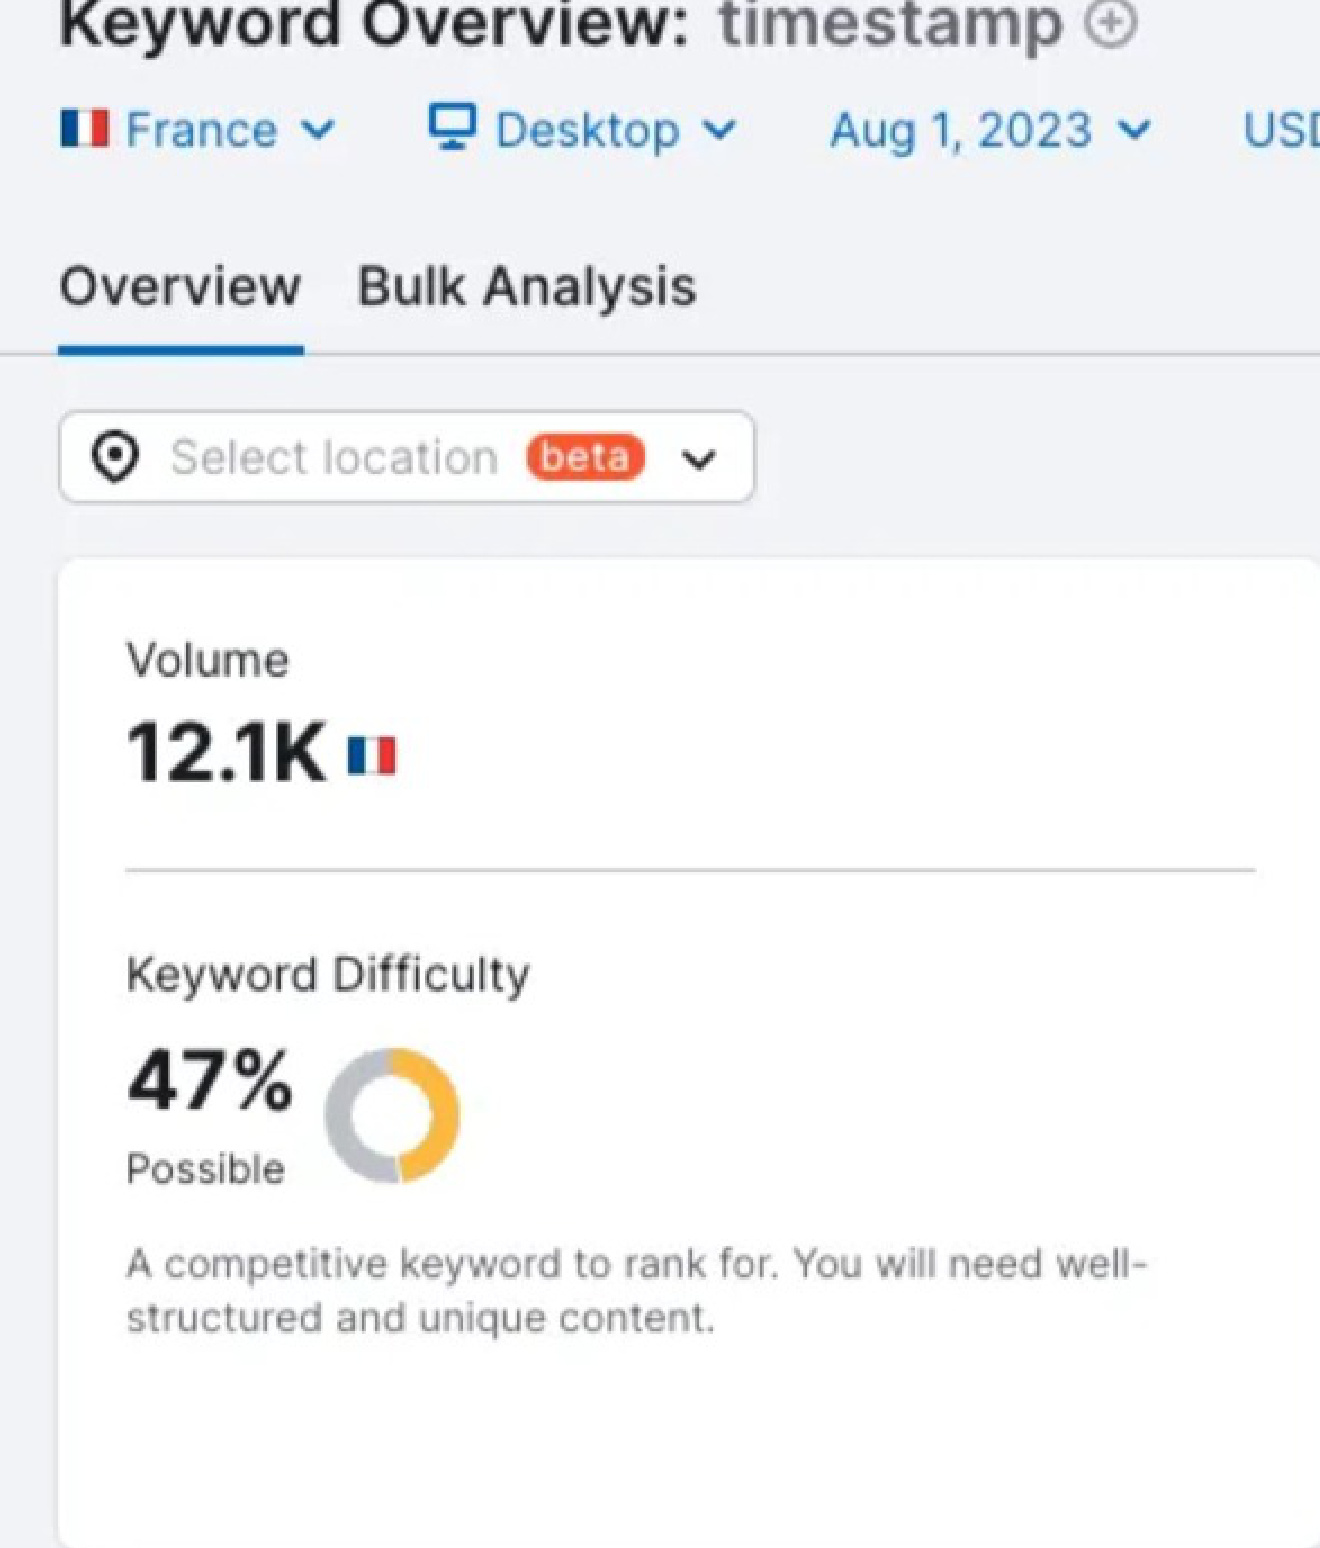 Keyword Overview: timestamp
France Desktop Aug 1, 2023 USD
Overview Bulk Analysis
Select location beta
Volume
12.1K
Keyword Difficulty
47%
Possible
A competitive keyword to rank for. You will need well-
structured and unique content.